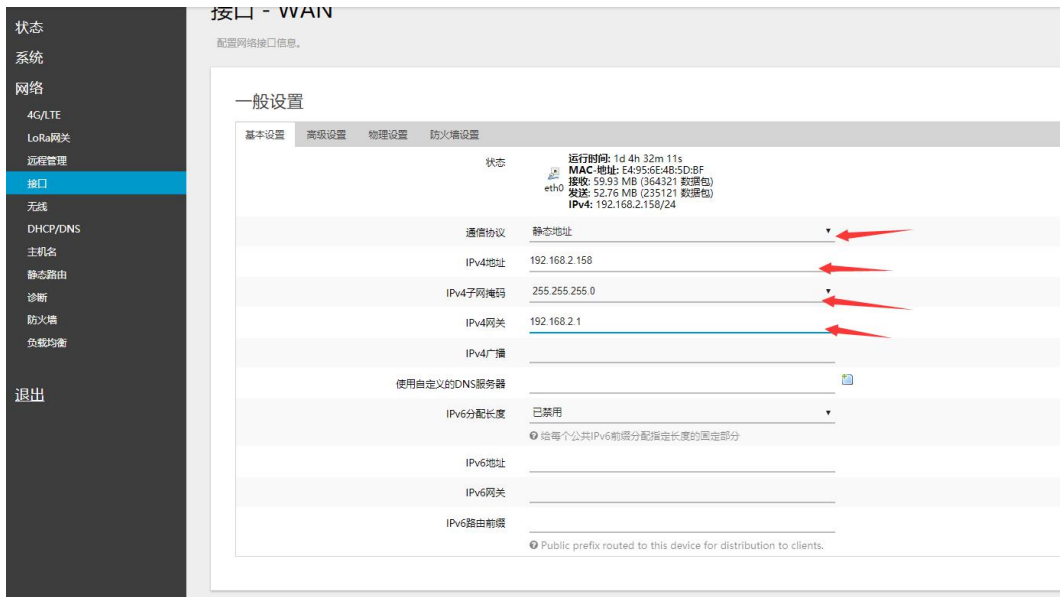 接口 - WAN
配置网络接口信息。
状态
系统
网络
4G/LTE
LoRa网关
远程管理
接口
无线
DHCP/DNS
主机名
静态路由
诊断
防火墙
负载均衡
退出
一般设置
基本设置 高级设置 物理设置 防火墙设置
状态
eth0
运行时间: 1d 4h 32m 11s
MAC-地址: E4:95:6E:4B:5D:BF
接收: 59.93 MB (364321 数据包)
发送: 52.76 MB (235121 数据包)
IPv4: 192.168.2.158/24
通信协议 静态地址
IPv4地址 192.168.2.158
IPv4子网掩码 255.255.255.0
IPv4网关 192.168.2.1
IPv4广播
使用自定义的DNS服务器
IPv6分配长度 已禁用
给每个公共IPv6前缀分配指定长度的固定部分
IPv6地址
IPv6网关
IPv6路由前缀
Public prefix routed to this device for distribution to clients.